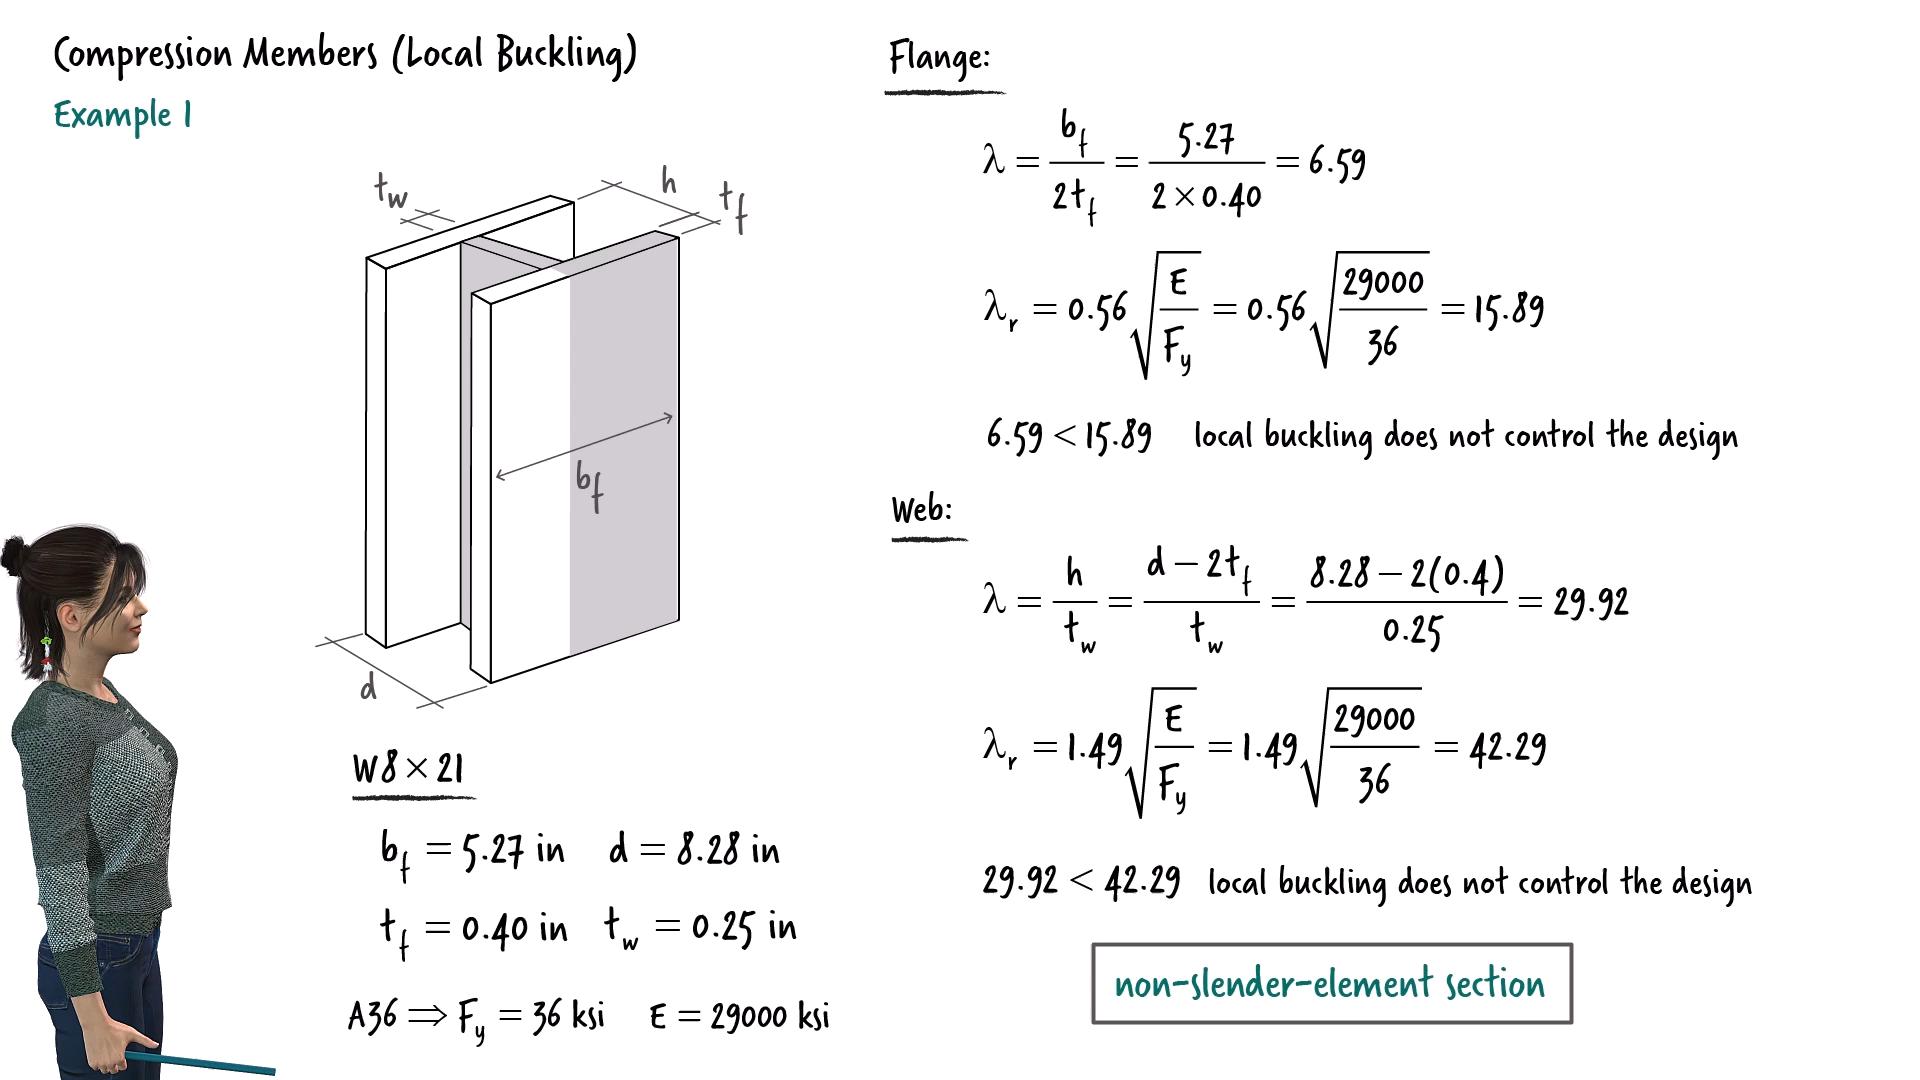 Compression Members (Local Buckling)
Example 1
t_w
h
t_f
b_f
d
W8 × 21
b_f = 5.27 in d = 8.28 in
t_f = 0.40 in t_w = 0.25 in
A36 ⟹ F_y = 36 ksi E = 29000 ksi
Flange:
λ = b_f / 2t_f = 5.27 / 2 × 0.40 = 6.59
λ_r = 0.56 √(E / F_y) = 0.56 √(29000 / 36) = 15.89
6.59 < 15.89 local buckling does not control the design
Web:
λ = h / t_w = d − 2t_f / t_w = 8.28 − 2(0.4) / 0.25 = 29.92
λ_r = 1.49 √(E / F_y) = 1.49 √(29000 / 36) = 42.29
29.92 < 42.29 local buckling does not control the design
non-slender-element section